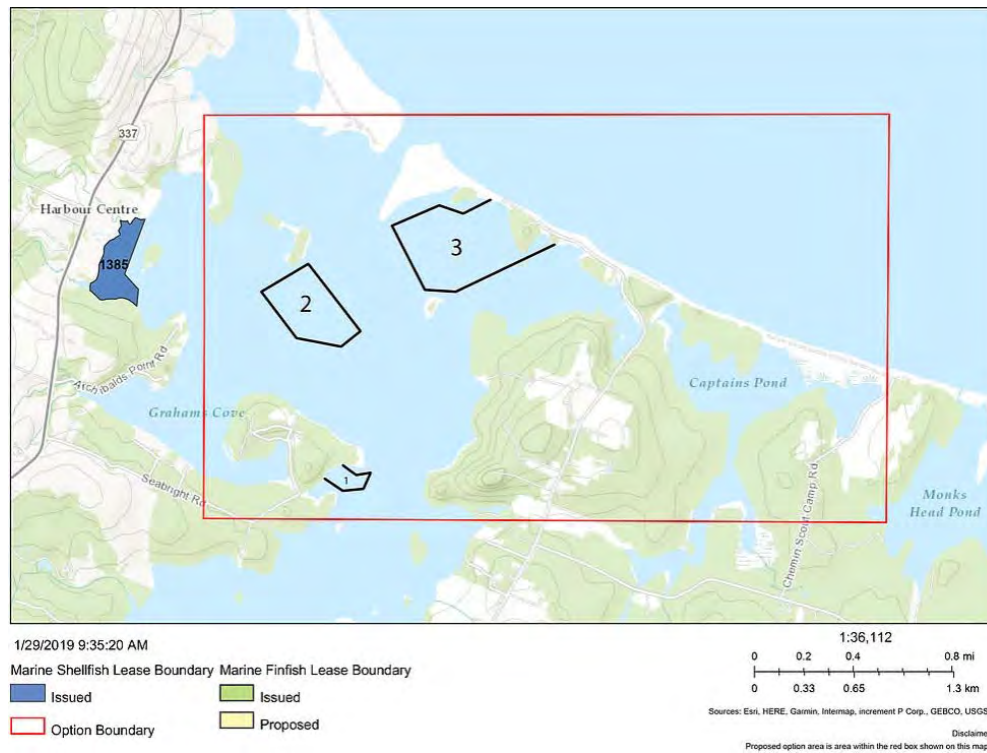 337
Harbour Centre
1385
3
2
Archibalds Point Rd
Captains Pond
Grahams Cove
Seabright Rd
1
Monks
Head Pond
Chemin Scout Camp Rd
1/29/2019 9:35:20 AM
1:36,112
0 0.2 0.4 0.8 mi
0 0.33 0.65 1.3 km
Marine Shellfish Lease Boundary Marine Finfish Lease Boundary
Issued Issued
Option Boundary Proposed
Sources: Esri, HERE, Garmin, Intermap, increment P Corp., GEBCO, USGS
Disclaime
Proposed option area is area within the red box shown on this map